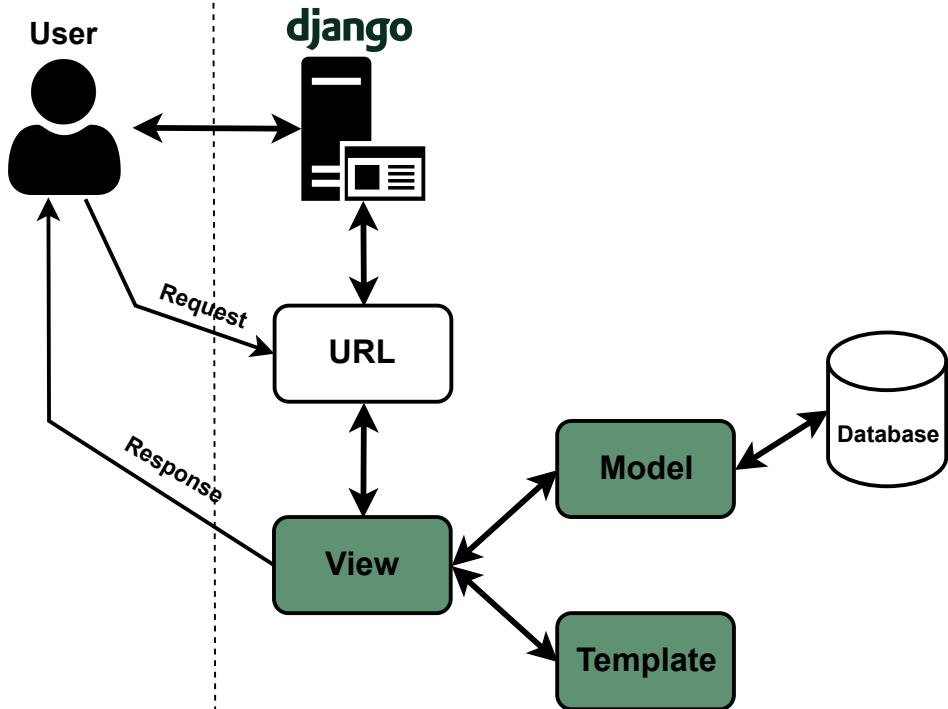 User
django
Request
URL
Database
Model
Response
View
Template